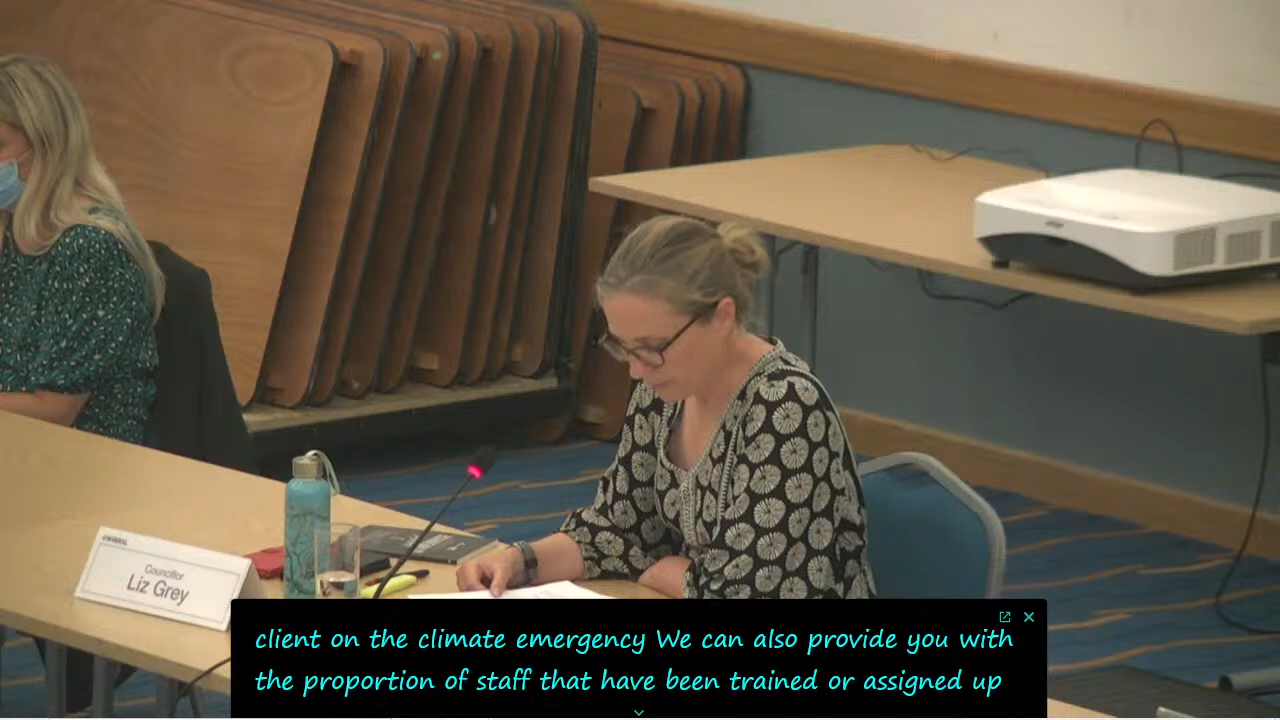 WIRRAL
Councillor
Liz Grey
client on the climate emergency We can also provide you with
the proportion of staff that have been trained or assigned up